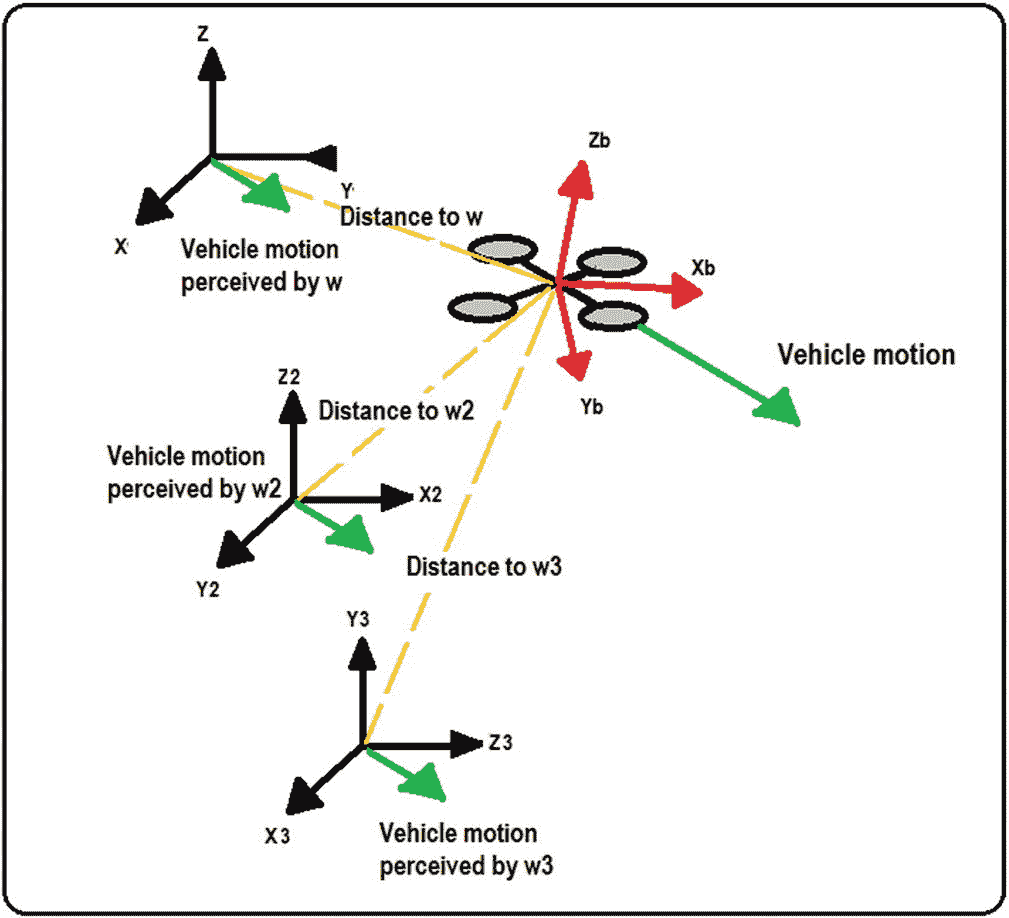 Z
Zb
Y
Distance to w
X
Vehicle motion
perceived by w
Xb
Vehicle motion
Yb
Z2
Distance to w2
Vehicle motion
perceived by w2
X2
Y2
Distance to w3
Y3
Z3
X3
Vehicle motion
perceived by w3